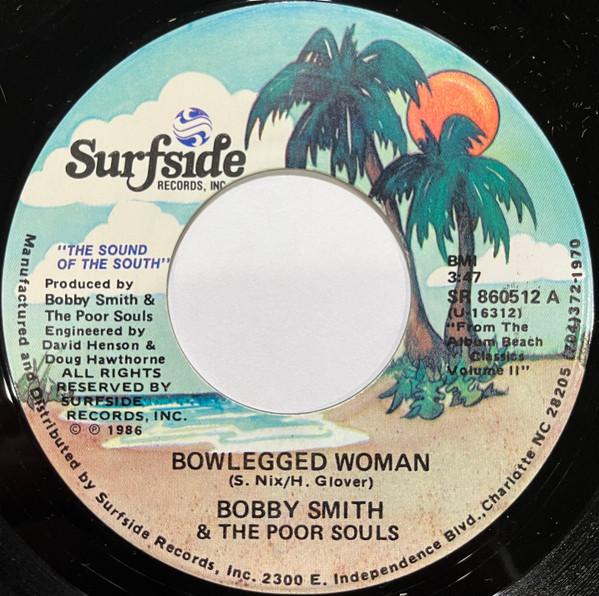 Surfside
RECORDS, INC.
"THE SOUND
OF THE SOUTH"
Produced by
Bobby Smith &
The Poor Souls
Engineered by
David Henson &
Doug Hawthorne
ALL RIGHTS
RESERVED BY
SURFSIDE
RECORDS, INC.
© ℗ 1986
BMI
3:47
SR 860512 A
(U-16312)
"From The
Album Beach
Classics
Volume II"
BOWLEGGED WOMAN
(S. Nix/H. Glover)
BOBBY SMITH
& THE POOR SOULS
Manufactured and Distributed by Surfside Records, Inc. 2300 E. Independence Blvd., Charlotte NC 28205 (704)372-1970